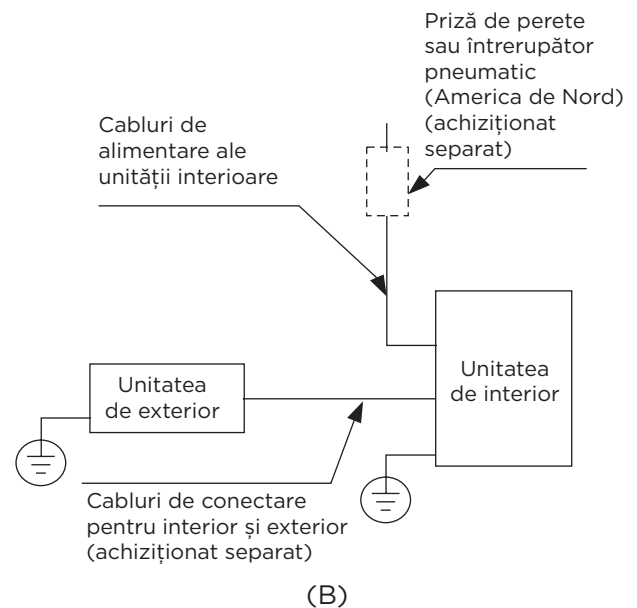 Priză de perete
sau întrerupător
pneumatic
(America de Nord)
(achiziționat
separat)
Cabluri de
alimentare ale
unității interioare
Unitatea
de exterior
Unitatea
de interior
Cabluri de conectare
pentru interior și exterior
(achiziționat separat)
(B)